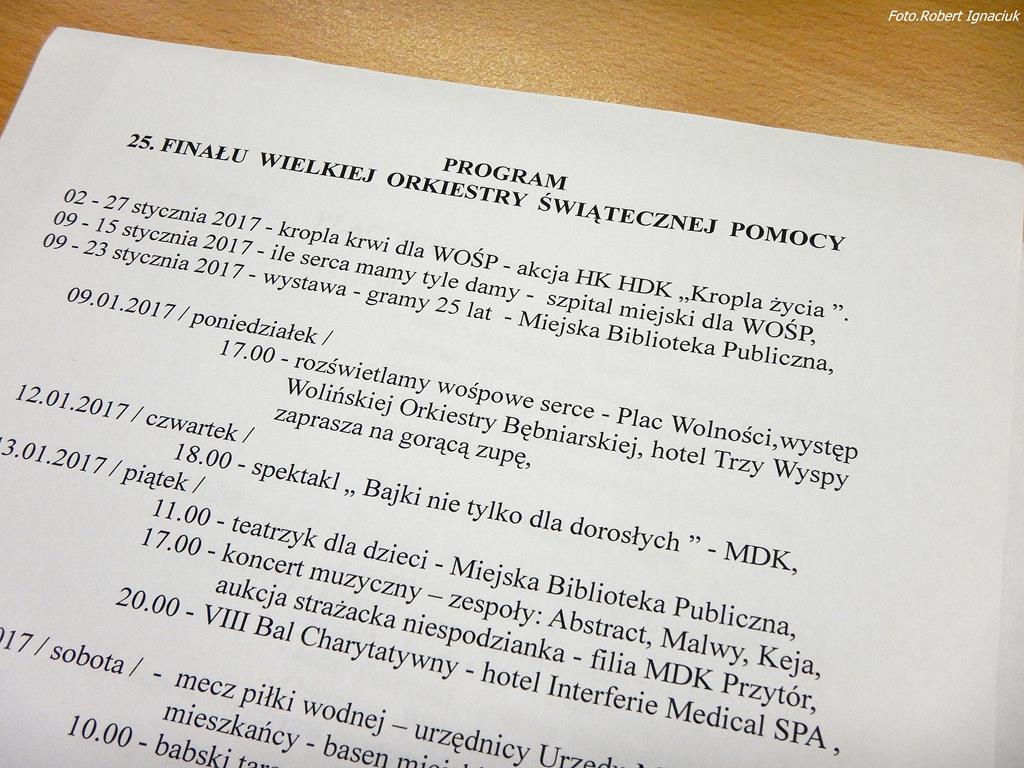 Foto.Robert Ignaciuk
PROGRAM
25. FINAŁU WIELKIEJ ORKIESTRY ŚWIĄTECZNEJ POMOCY
02 - 27 stycznia 2017 - kropla krwi dla WOŚP - akcja HK HDK „Kropla życia ”.
09 - 15 stycznia 2017 - ile serca mamy tyle damy - szpital miejski dla WOŚP,
09 - 23 stycznia 2017 - wystawa - gramy 25 lat - Miejska Biblioteka Publiczna,
09.01.2017 / poniedziałek /
17.00 - rozświetlamy wośpowe serce - Plac Wolności,występ
Wolińskiej Orkiestry Bębniarskiej, hotel Trzy Wyspy
zaprasza na gorącą zupę,
12.01.2017 / czwartek /
18.00 - spektakl „ Bajki nie tylko dla dorosłych ” - MDK,
3.01.2017 / piątek /
11.00 - teatrzyk dla dzieci - Miejska Biblioteka Publiczna,
17.00 - koncert muzyczny – zespoły: Abstract, Malwy, Keja,
aukcja strażacka niespodzianka - filia MDK Przytór,
20.00 - VIII Bal Charytatywny - hotel Interferie Medical SPA ,
017 / sobota / - mecz piłki wodnej – urzędnicy Urzędu
mieszkańcy - basen
10.00 - babski